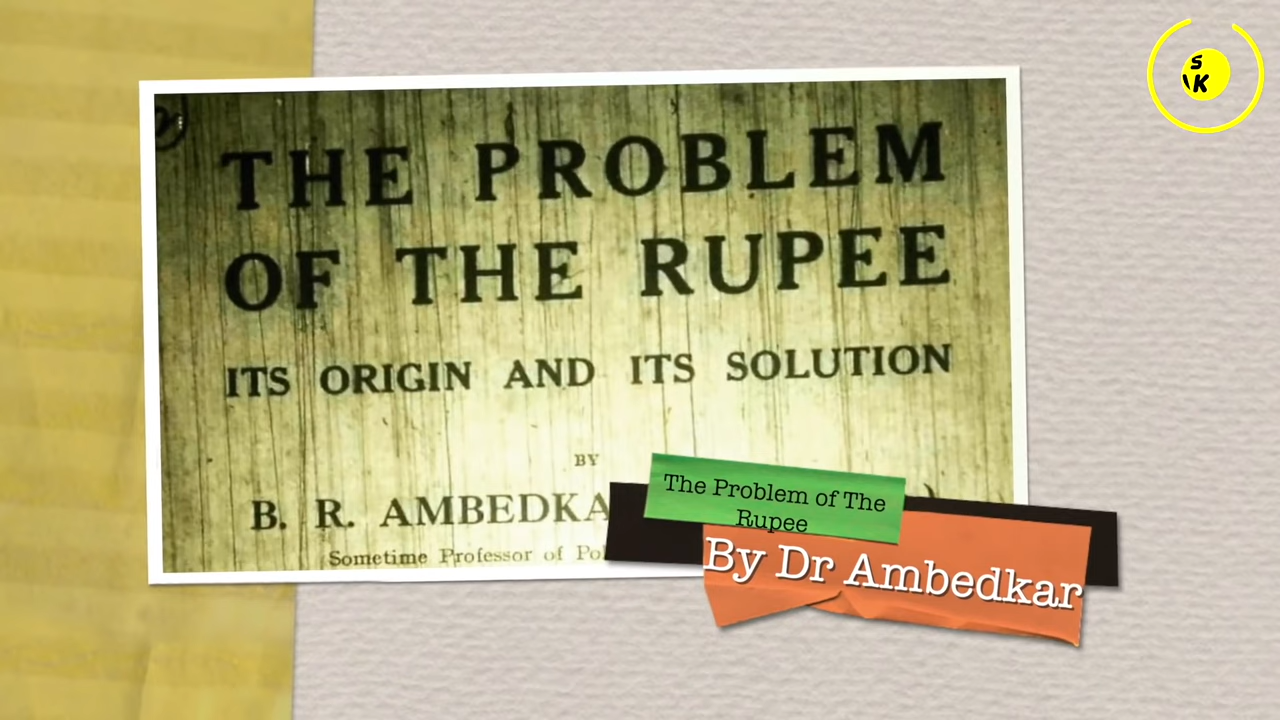 THE PROBLEM
OF THE RUPEE
ITS ORIGIN AND ITS SOLUTION
BY
B. R. AMBEDKA
Sometime Professor of Pol
The Problem of The
Rupee
By Dr Ambedkar
S
K